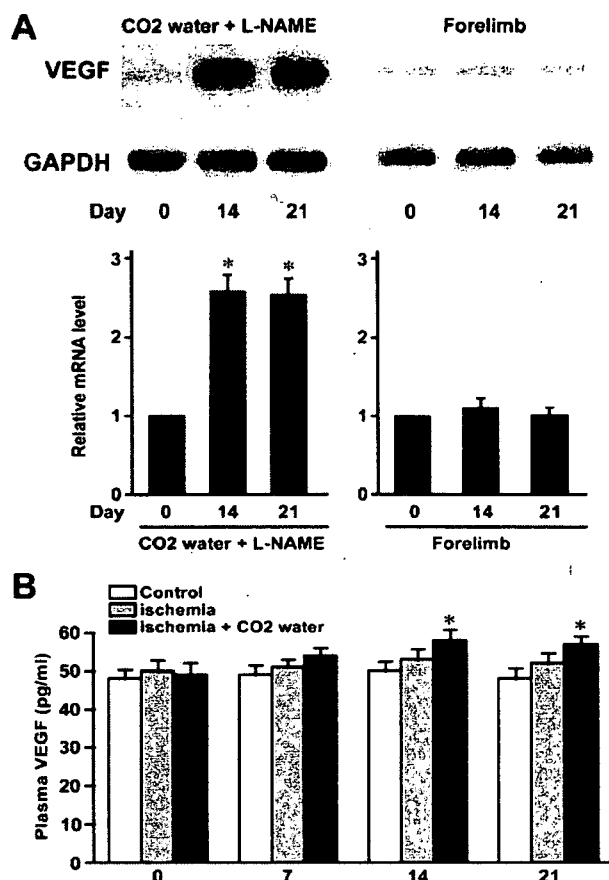 A
CO2 water + L-NAME Forelimb
VEGF
GAPDH
Day 0 14 21 0 14 21
Relative mRNA level
3
2
1
0
* *
3
2
1
0
Day 0 14 21 0 14 21
CO2 water + L-NAME Forelimb
B
Control
ischemia
Ischemia + CO2 water
Plasma VEGF (pg/ml)
60
50
40
30
20
10
0
* *
0 7 14 21